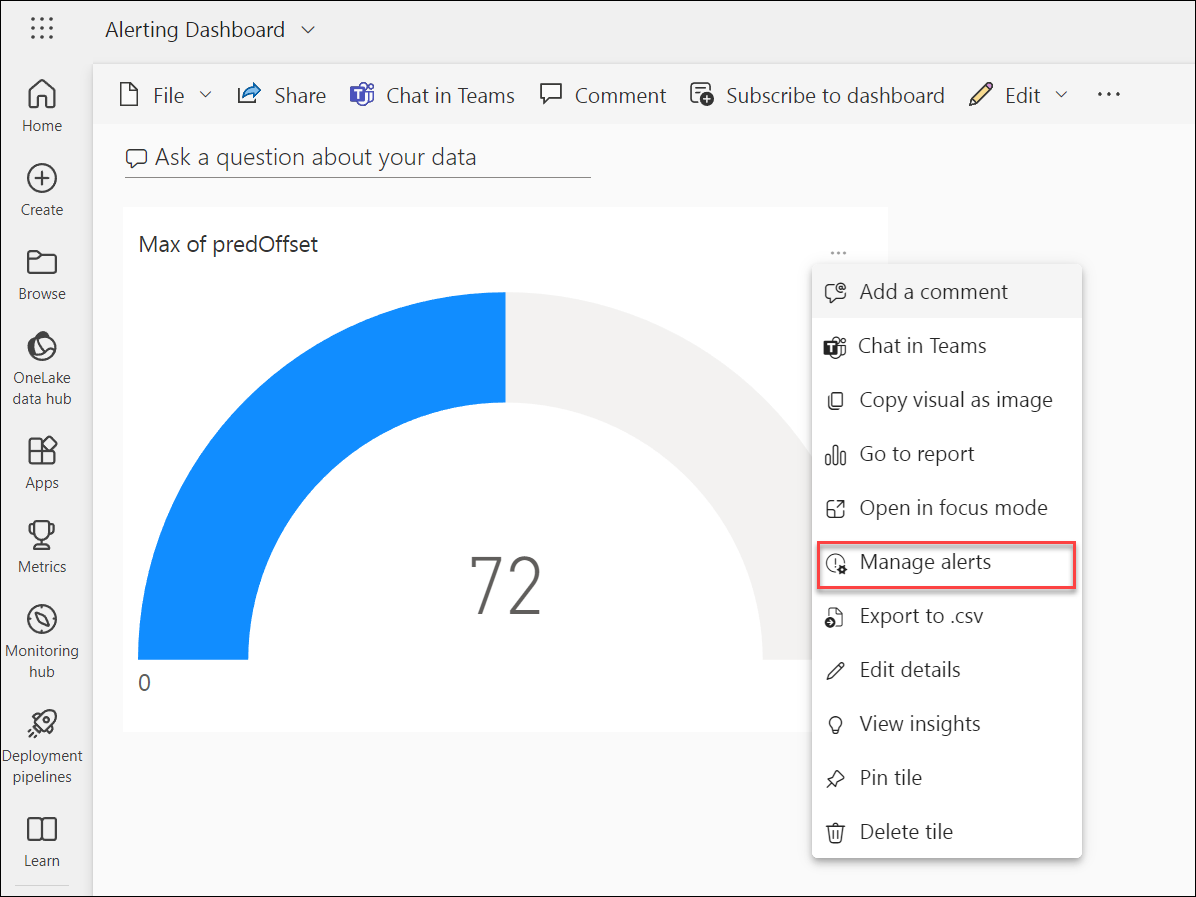 Alerting Dashboard
File
Share
Chat in Teams
Comment
Subscribe to dashboard
Edit
Home
Create
Browse
OneLake
data hub
Apps
Metrics
Monitoring
hub
Deployment
pipelines
Learn
Ask a question about your data
Max of predOffset
72
0
Add a comment
Chat in Teams
Copy visual as image
Go to report
Open in focus mode
Manage alerts
Export to .csv
Edit details
View insights
Pin tile
Delete tile